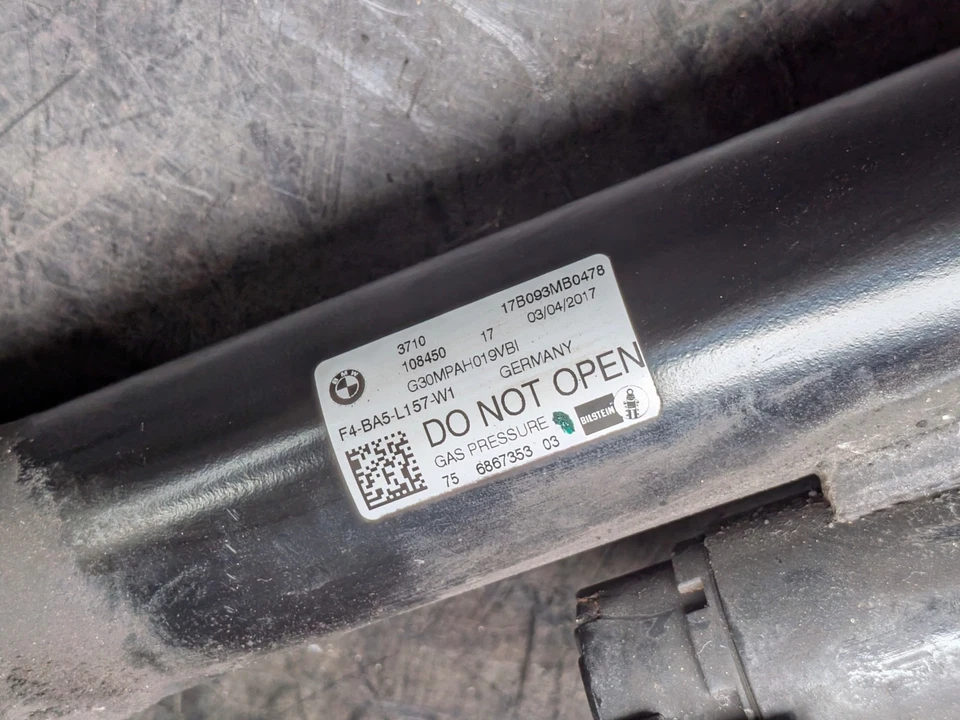 BMW
3710
17B093MB0478
108450 17 03/04/2017
G30MPAH019VBI
F4-BA5-L157-W1 GERMANY
DO NOT OPEN
GAS PRESSURE
BILSTEIN
75 6867353 03